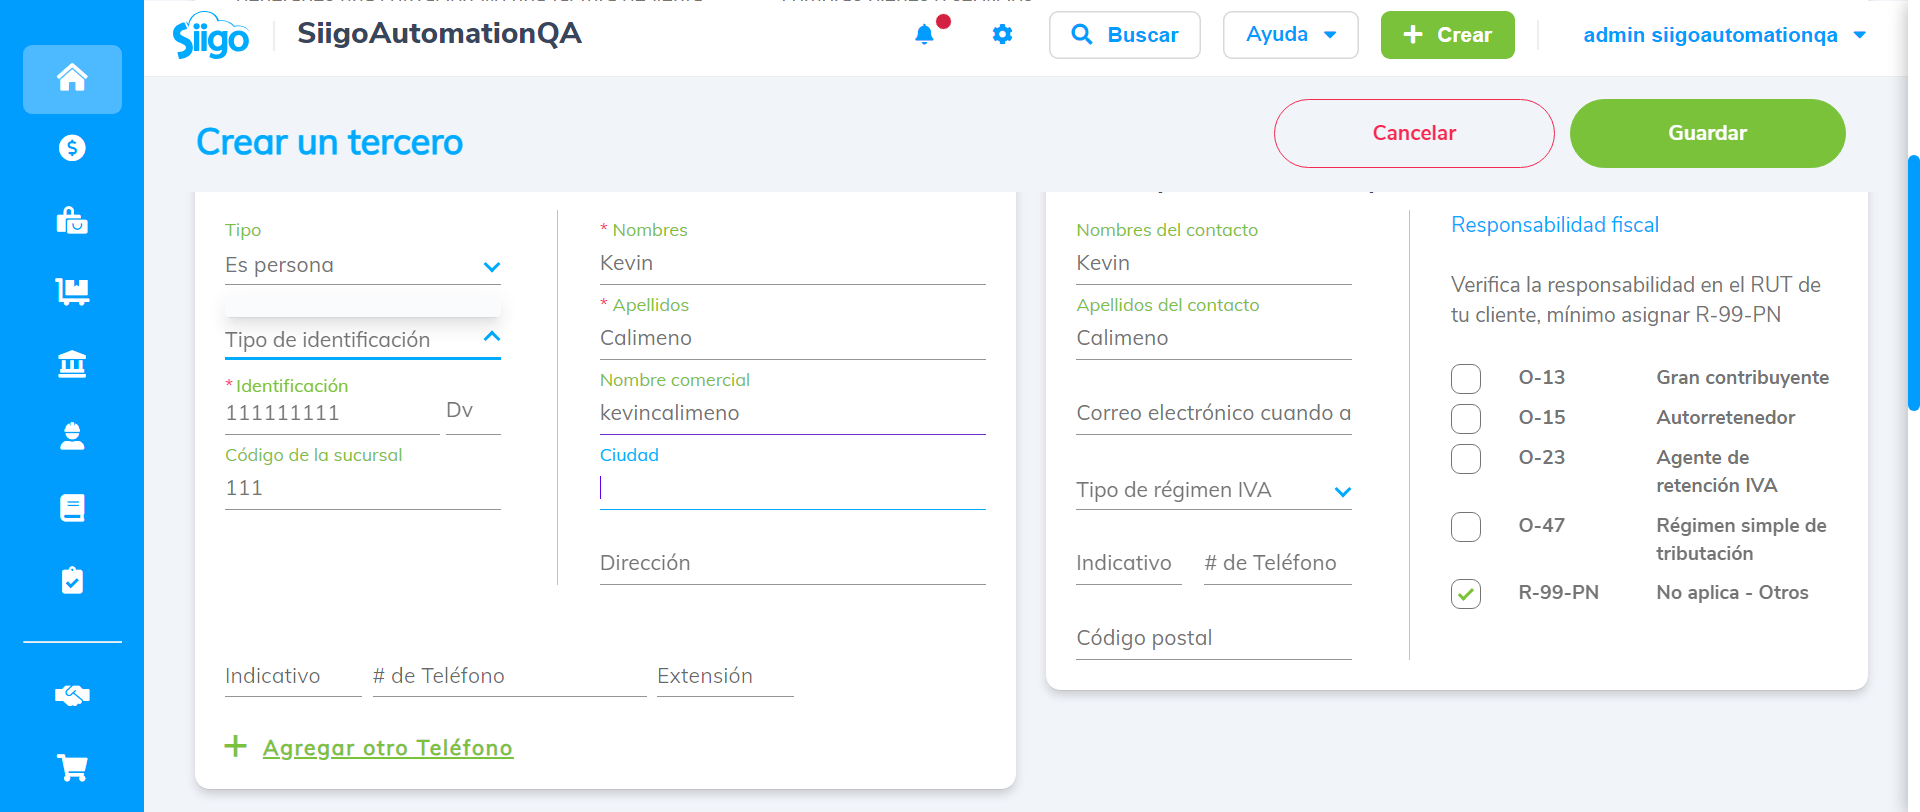 Siigo
SiigoAutomationQA
Buscar
Ayuda
Crear
admin siigoautomationqa
Crear un tercero
Cancelar
Guardar
Tipo
Es persona
Tipo de identificación
* Identificación
111111111
Dv
Código de la sucursal
111
* Nombres
Kevin
* Apellidos
Calimeno
Nombre comercial
kevincalimeno
Ciudad
Dirección
Indicativo
# de Teléfono
Extensión
+ Agregar otro Teléfono
Nombres del contacto
Kevin
Apellidos del contacto
Calimeno
Correo electrónico cuando a
Tipo de régimen IVA
Indicativo
# de Teléfono
Código postal
Responsabilidad fiscal
Verifica la responsabilidad en el RUT de
tu cliente, mínimo asignar R-99-PN
O-13 Gran contribuyente
O-15 Autorretenedor
O-23 Agente de
retención IVA
O-47 Régimen simple de
tributación
R-99-PN No aplica - Otros